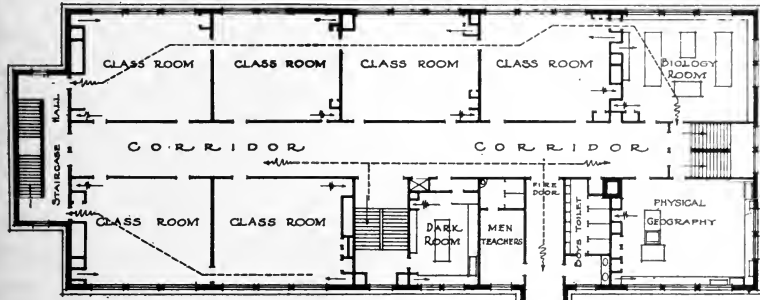 CLASS ROOM
CLASS ROOM
CLASS ROOM
CLASS ROOM
BIOLOGY
ROOM
STAIRCASE HALL
CORRIDOR
CORRIDOR
CLASS ROOM
CLASS ROOM
DARK
ROOM
MEN
TEACHERS
FIRE
DOOR
BOYS TOILET
PHYSICAL
GEOGRAPHY